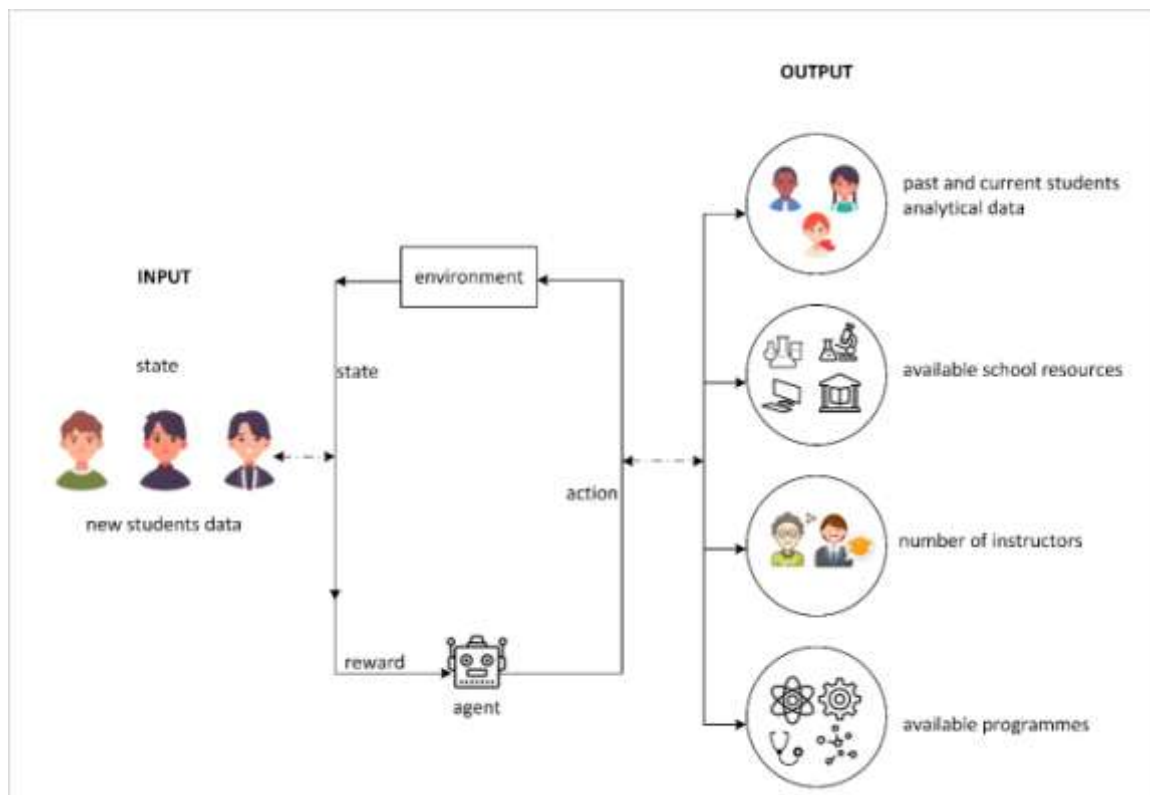 OUTPUT
past and current students
analytical data
INPUT
environment
state
state
available school resources
new students data
action
number of instructors
reward
agent
available programmes